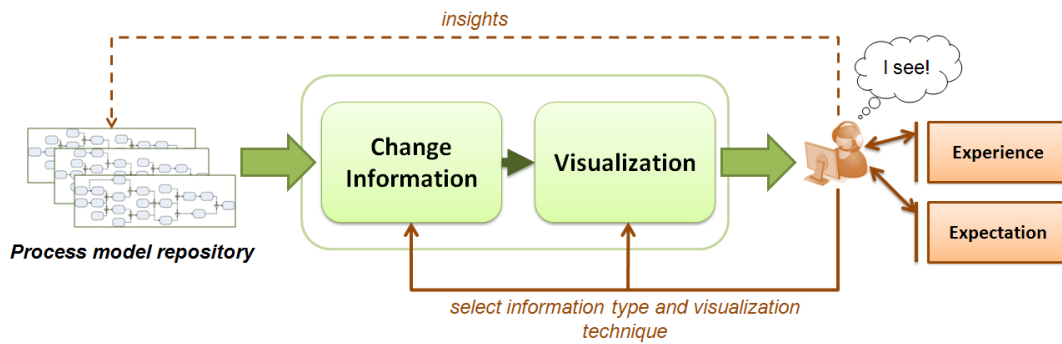 insights
I see!
Change
Information
Visualization
Experience
Expectation
Process model repository
select information type and visualization
technique